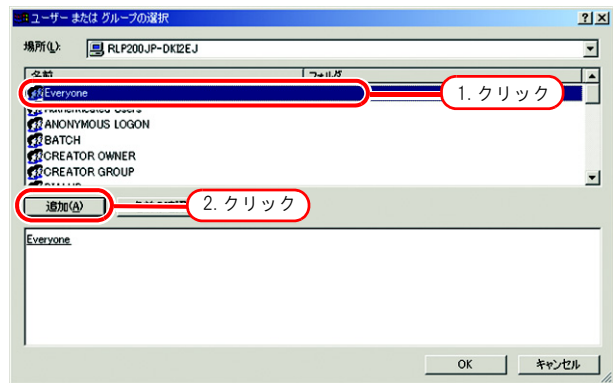 ユーザー または グループの選択
場所(L):
RLP200JP-DKI2EJ
名前
フォルダ
Everyone
1.クリック
Authenticated Users
ANONYMOUS LOGON
BATCH
CREATOR OWNER
CREATOR GROUP
追加(A)
2.クリック
Everyone
OK
キャンセル